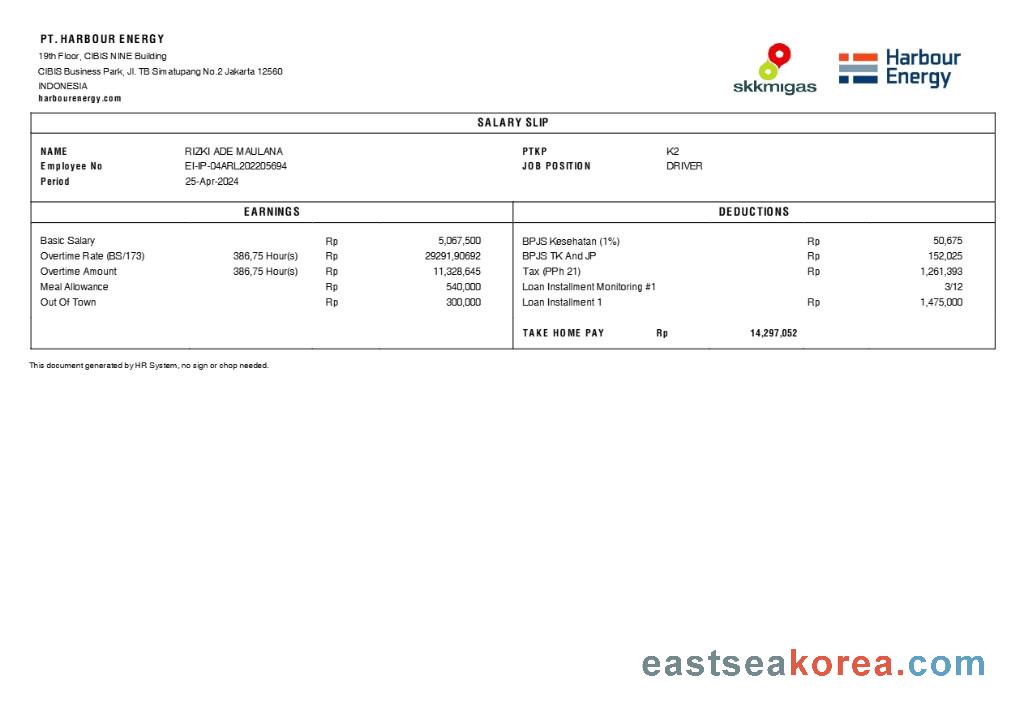 PT. HARBOUR ENERGY
19th Floor, CIBIS NINE Building
CIBIS Business Park, Jl. TB Simatupang No.2 Jakarta 12560
INDONESIA
harbourenergy.com
skkmigas
Harbour
Energy
SALARY SLIP
NAME RIZKI ADE MAULANA PTKP K2
Employee No EI-IP-04ARL202205694 JOB POSITION DRIVER
Period 25-Apr-2024
EARNINGS DEDUCTIONS
Basic Salary Rp 5,067,500 BPJS Kesehatan (1%) Rp 50,675
Overtime Rate (BS/173) 386,75 Hour(s) Rp 29291,90692 BPJS TK And JP Rp 152,025
Overtime Amount 386,75 Hour(s) Rp 11,328,645 Tax (PPh 21) Rp 1,261,393
Meal Allowance Rp 540,000 Loan Installment Monitoring #1 3/12
Out Of Town Rp 300,000 Loan Installment 1 Rp 1,475,000
TAKE HOME PAY Rp 14,297,052
This document generated by HR System, no sign or chop needed.
eastseakorea.com